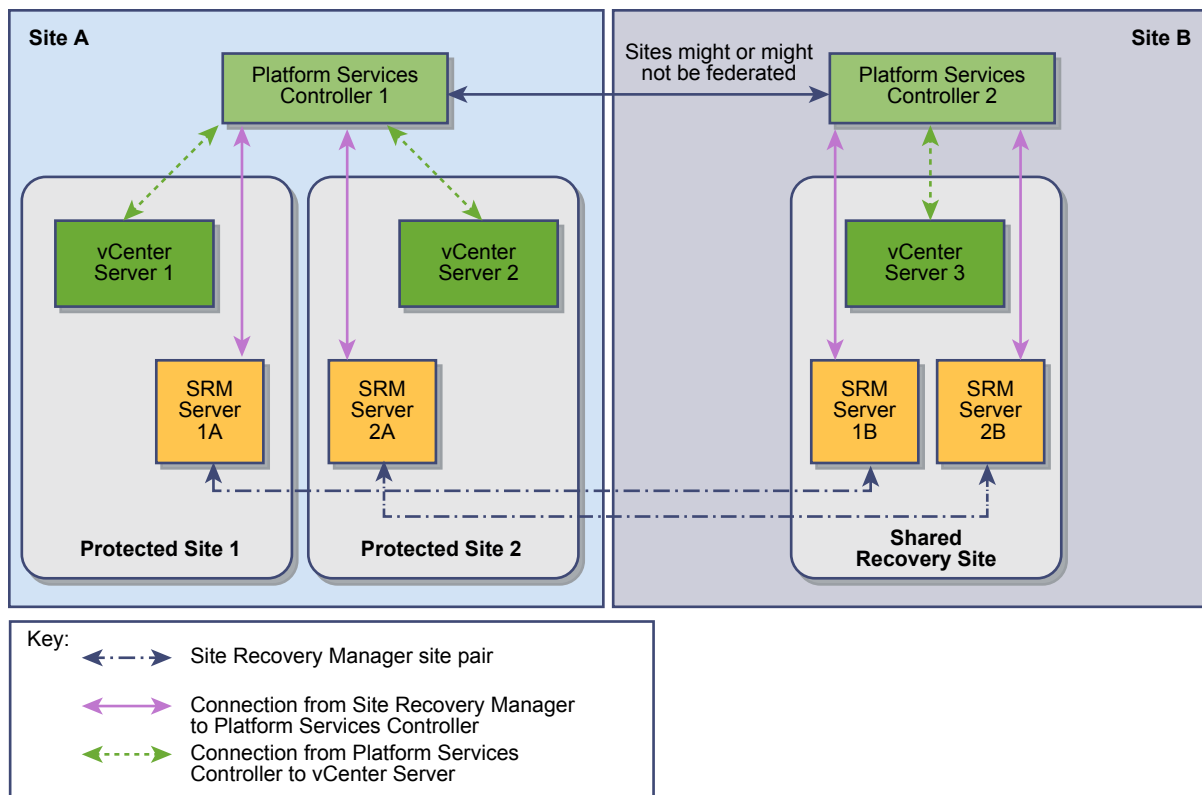 Site A
Site B
Platform Services
Controller 1
Sites might or might
not be federated
Platform Services
Controller 2
vCenter
Server 1
vCenter
Server 2
vCenter
Server 3
SRM
Server
1A
SRM
Server
2A
SRM
Server
1B
SRM
Server
2B
Protected Site 1
Protected Site 2
Shared
Recovery Site
Key:
Site Recovery Manager site pair
Connection from Site Recovery Manager
to Platform Services Controller
Connection from Platform Services
Controller to vCenter Server